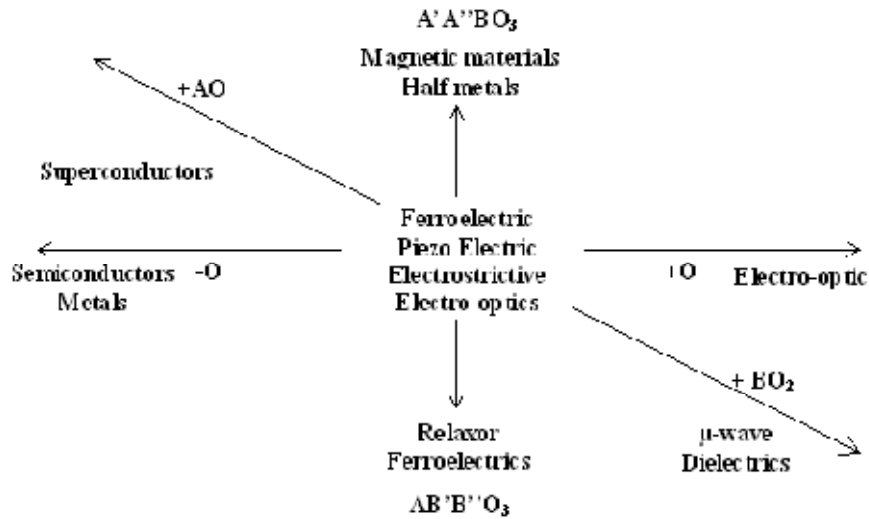 A'A''BO₃
Magnetic materials
Half metals
+AO
Superconductors
Ferroelectric
Piezo Electric
Electrostrictive
Electro optics
Semiconductors -O
Metals
+O Electro-optic
+ BO₂
Relaxor
Ferroelectrics
AB'B''O₃
μ-wave
Dielectrics